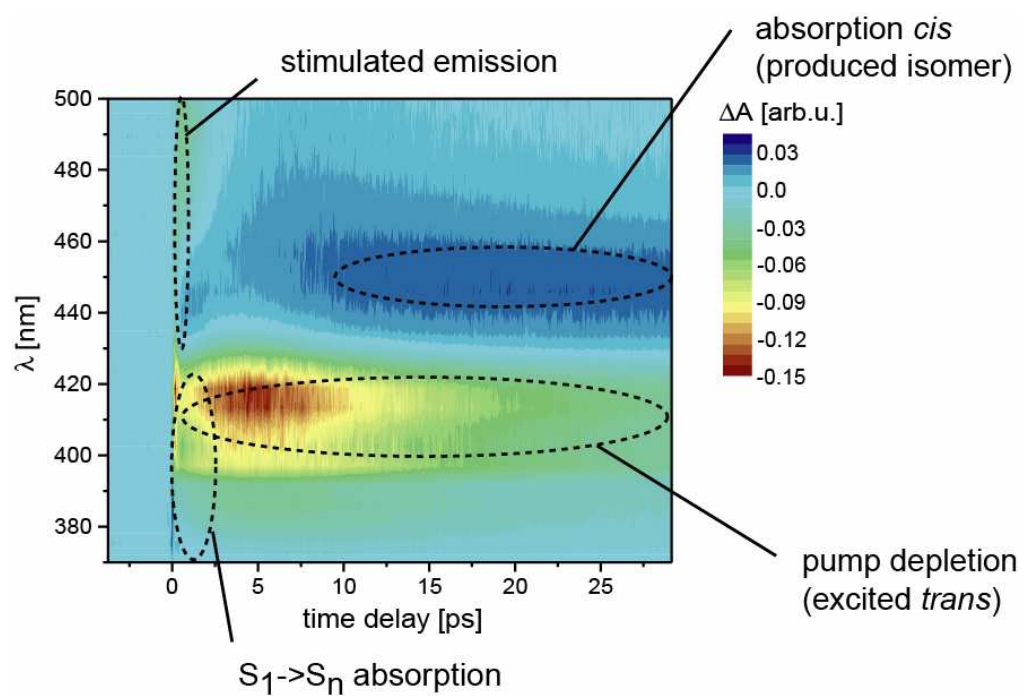 absorption cis
(produced isomer)
stimulated emission
ΔA [arb.u.]
0.03
0.0
-0.03
-0.06
-0.09
-0.12
-0.15
500
480
460
440
420
400
380
λ [nm]
0
5
10
15
20
25
time delay [ps]
pump depletion
(excited trans)
S1->Sn absorption